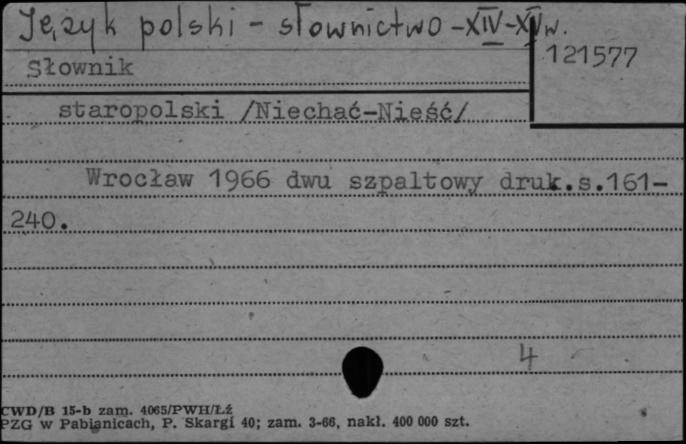 Język polski - słownictwo - XIV-XV w.
121577
Słownik
staropolski /Niechać-Nieść/
Wrocław 1966 dwu szpaltowy druk.s.161-
240.
4
CWD/B 15-b zam. 4065/PWH/Łź
PZG w Pabianicach, P. Skargi 40; zam. 3-66, nakł. 400 000 szt.